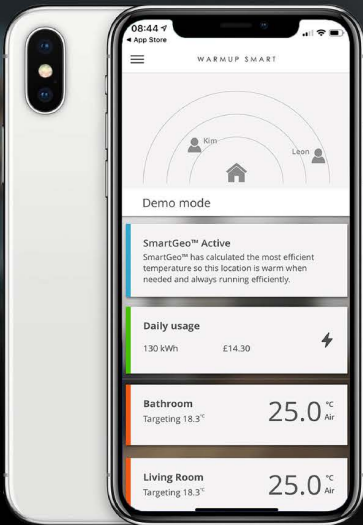 08:44
◀ App Store
WARMUP SMART
Kim
Leon
Demo mode
SmartGeo™ Active
SmartGeo™ has calculated the most efficient
temperature so this location is warm when
needed and always running efficiently.
Daily usage
130 kWh £14.30
Bathroom
Targeting 18.3°C
25.0 °C
Air
Living Room
Targeting 18.3°C
25.0 °C
Air